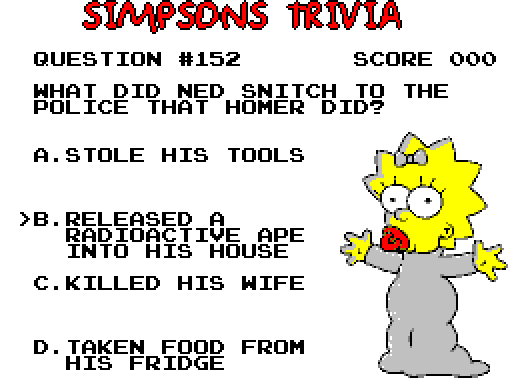 SIMPSONS TRIVIA
QUESTION #152 SCORE 000
WHAT DID NED SNITCH TO THE
POLICE THAT HOMER DID?
A.STOLE HIS TOOLS
>B.RELEASED A
RADIOACTIVE APE
INTO HIS HOUSE
C.KILLED HIS WIFE
D.TAKEN FOOD FROM
HIS FRIDGE